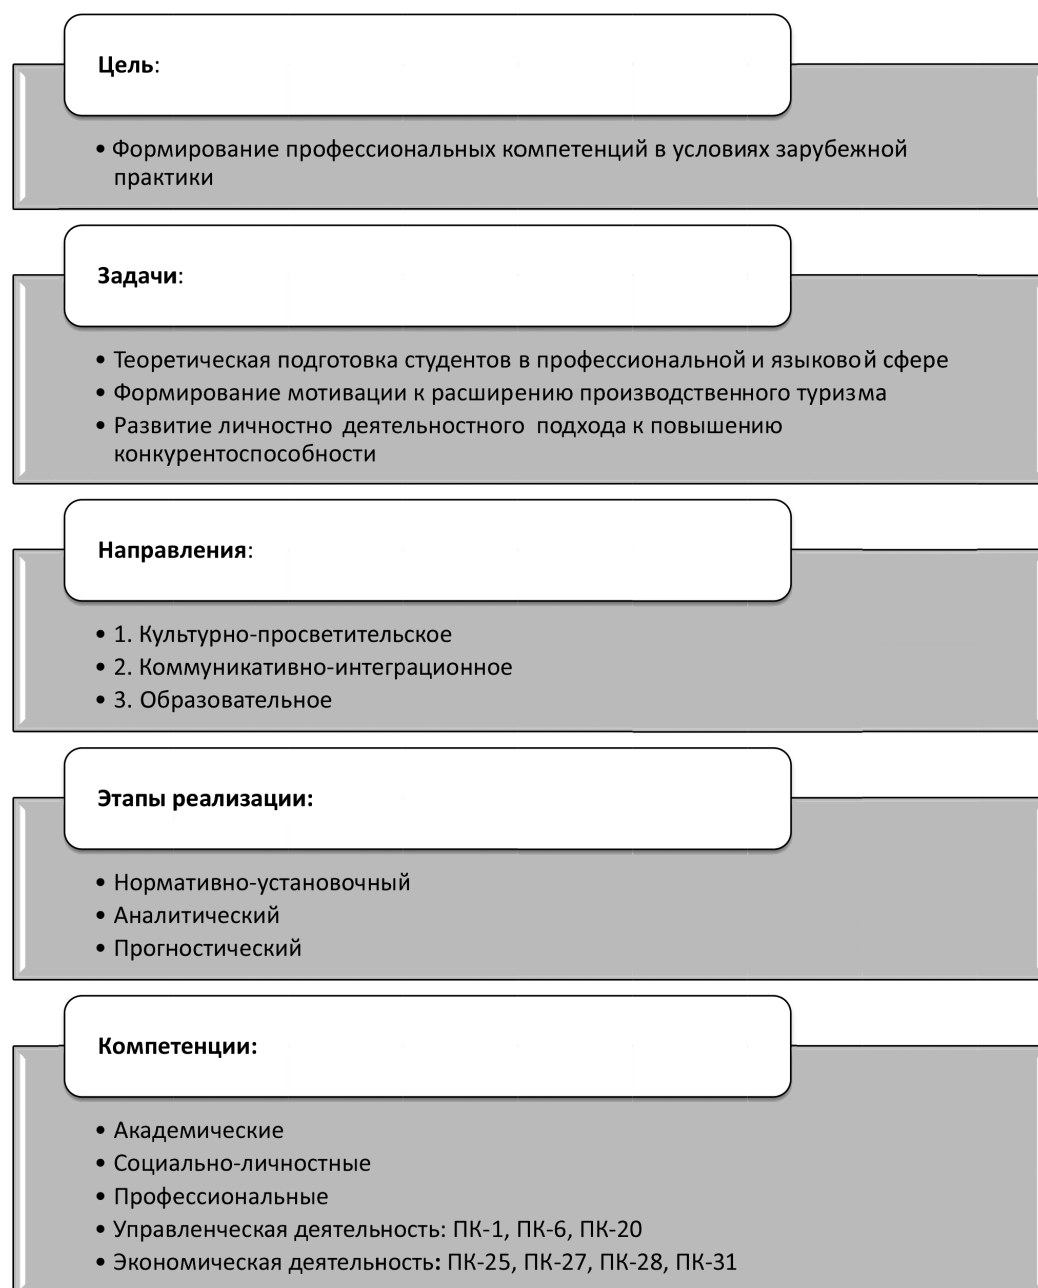 Цель:
• Формирование профессиональных компетенций в условиях зарубежной
практики
Задачи:
• Теоретическая подготовка студентов в профессиональной и языковой сфере
• Формирование мотивации к расширению производственного туризма
• Развитие личностно деятельностного подхода к повышению
конкурентоспособности
Направления:
• 1. Культурно-просветительское
• 2. Коммуникативно-интеграционное
• 3. Образовательное
Этапы реализации:
• Нормативно-установочный
• Аналитический
• Прогностический
Компетенции:
• Академические
• Социально-личностные
• Профессиональные
• Управленческая деятельность: ПК-1, ПК-6, ПК-20
• Экономическая деятельность: ПК-25, ПК-27, ПК-28, ПК-31